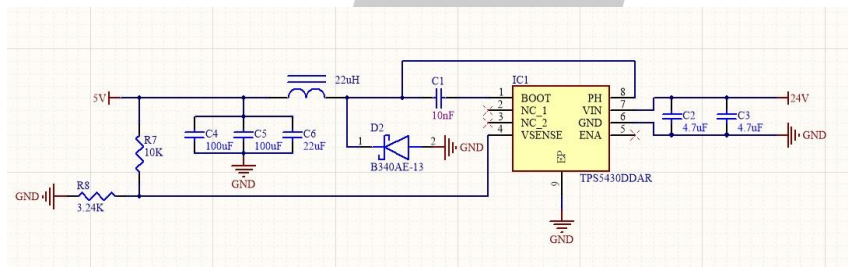 22uH
C1
10nF
IC1
1 BOOT PH 8
2 NC_1 VIN 7
3 NC_2 GND 6
4 VSENSE ENA 5
EP
9
TPS5430DDAR
GND
5V
24V
C2
4.7uF
C3
4.7uF
GND
R7
10K
C4
100uF
C5
100uF
C6
22uF
GND
D2
1 2
GND
B340AE-13
R8
GND
3.24K